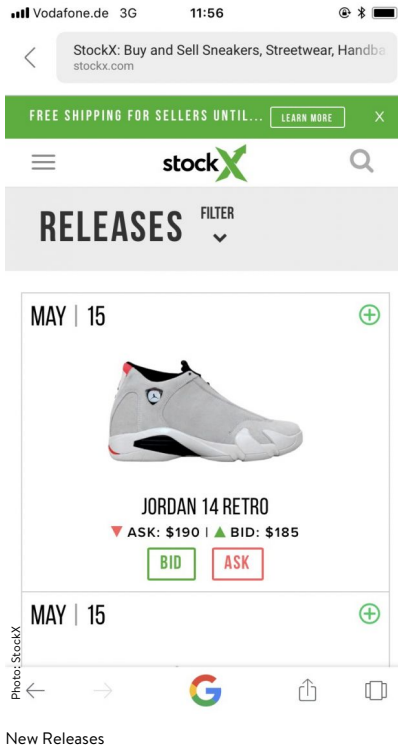 Vodafone.de 3G 11:56
StockX: Buy and Sell Sneakers, Streetwear, Handba
stockx.com
FREE SHIPPING FOR SELLERS UNTIL... LEARN MORE X
stockX
RELEASES FILTER
MAY | 15
JORDAN 14 RETRO
ASK: $190 | BID: $185
BID ASK
MAY | 15
Photo: StockX
G
New Releases